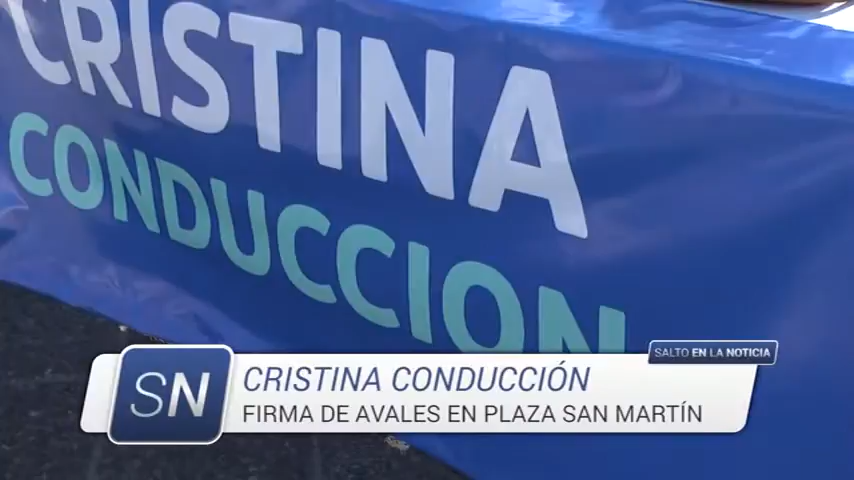 CRISTINA
CONDUCCION
SALTO EN LA NOTICIA
SN
CRISTINA CONDUCCIÓN
FIRMA DE AVALES EN PLAZA SAN MARTÍN